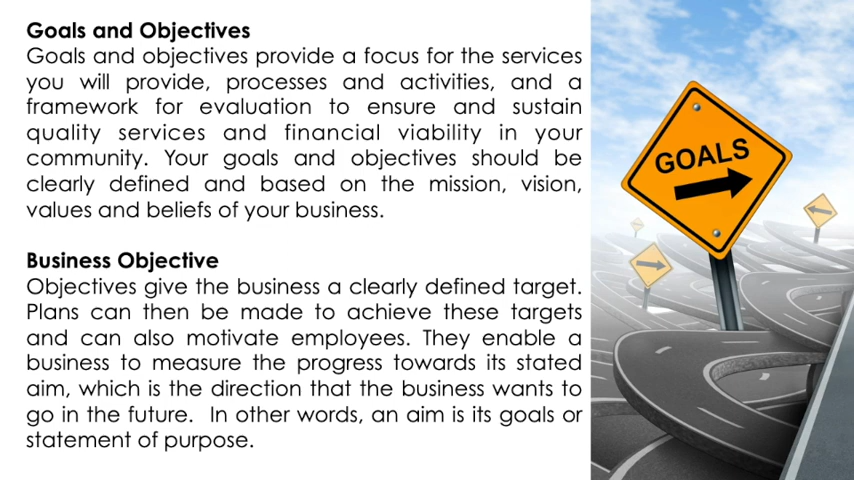 Goals and Objectives
Goals and objectives provide a focus for the services
you will provide, processes and activities, and a
framework for evaluation to ensure and sustain
quality services and financial viability in your
community. Your goals and objectives should be
clearly defined and based on the mission, vision,
values and beliefs of your business.
Business Objective
Objectives give the business a clearly defined target.
Plans can then be made to achieve these targets
and can also motivate employees. They enable a
business to measure the progress towards its stated
aim, which is the direction that the business wants to
go in the future.  In other words, an aim is its goals or
statement of purpose.
GOALS